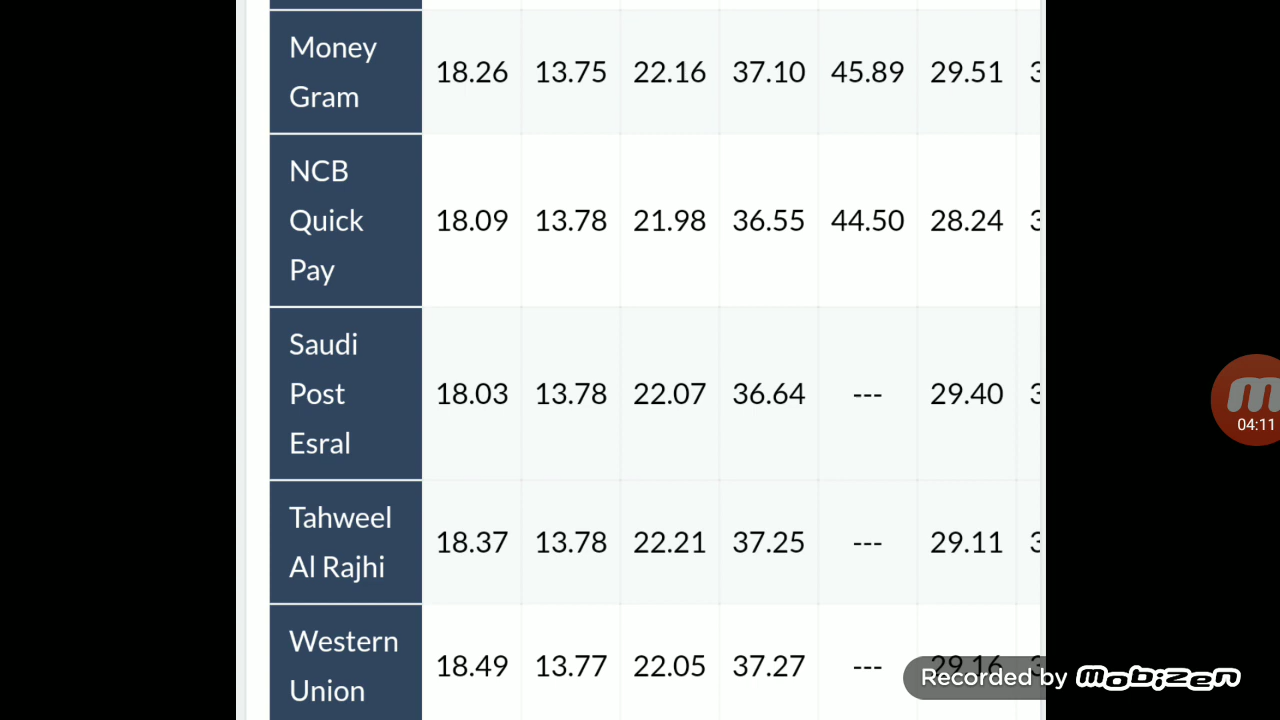 Money
Gram
18.26 13.75 22.16 37.10 45.89 29.51
NCB
Quick
Pay
18.09 13.78 21.98 36.55 44.50 28.24
Saudi
Post
Esral
18.03 13.78 22.07 36.64 --- 29.40
Tahweel
Al Rajhi
18.37 13.78 22.21 37.25 --- 29.11
Western
Union
18.49 13.77 22.05 37.27 --- 29.16
04:11
Recorded by mobizen